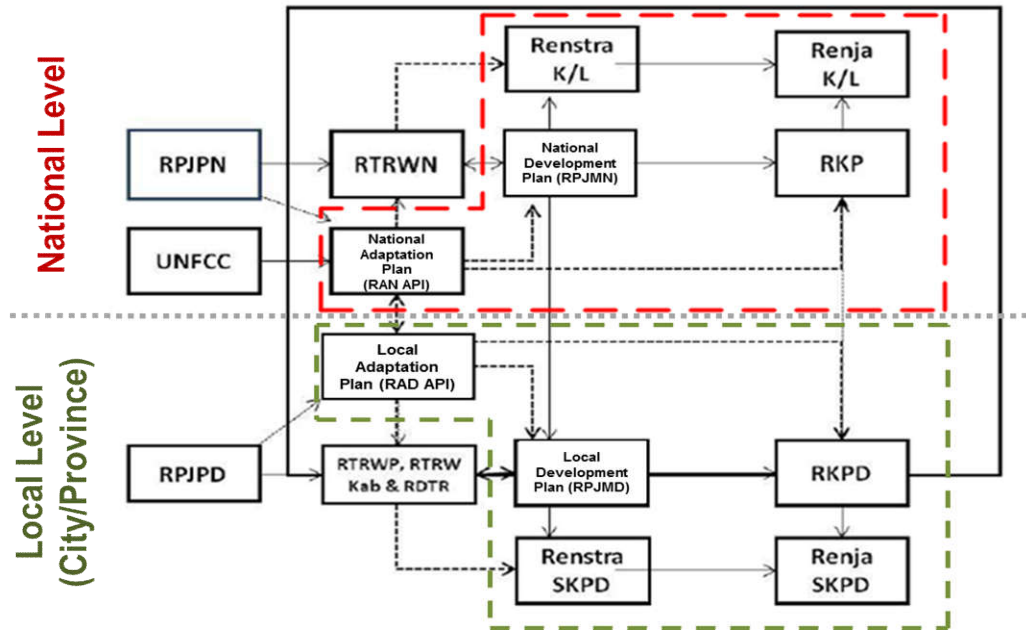 National Level
Renstra
K/L
Renja
K/L
RPJPN
RTRWN
National
Development
Plan (RPJMN)
RKP
UNFCC
National
Adaptation
Plan
(RAN API)
Local Level
(City/Province)
Local
Adaptation
Plan (RAD API)
RPJPD
RTRWP, RTRW
Kab & RDTR
Local
Development
Plan (RPJMD)
RKPD
Renstra
SKPD
Renja
SKPD